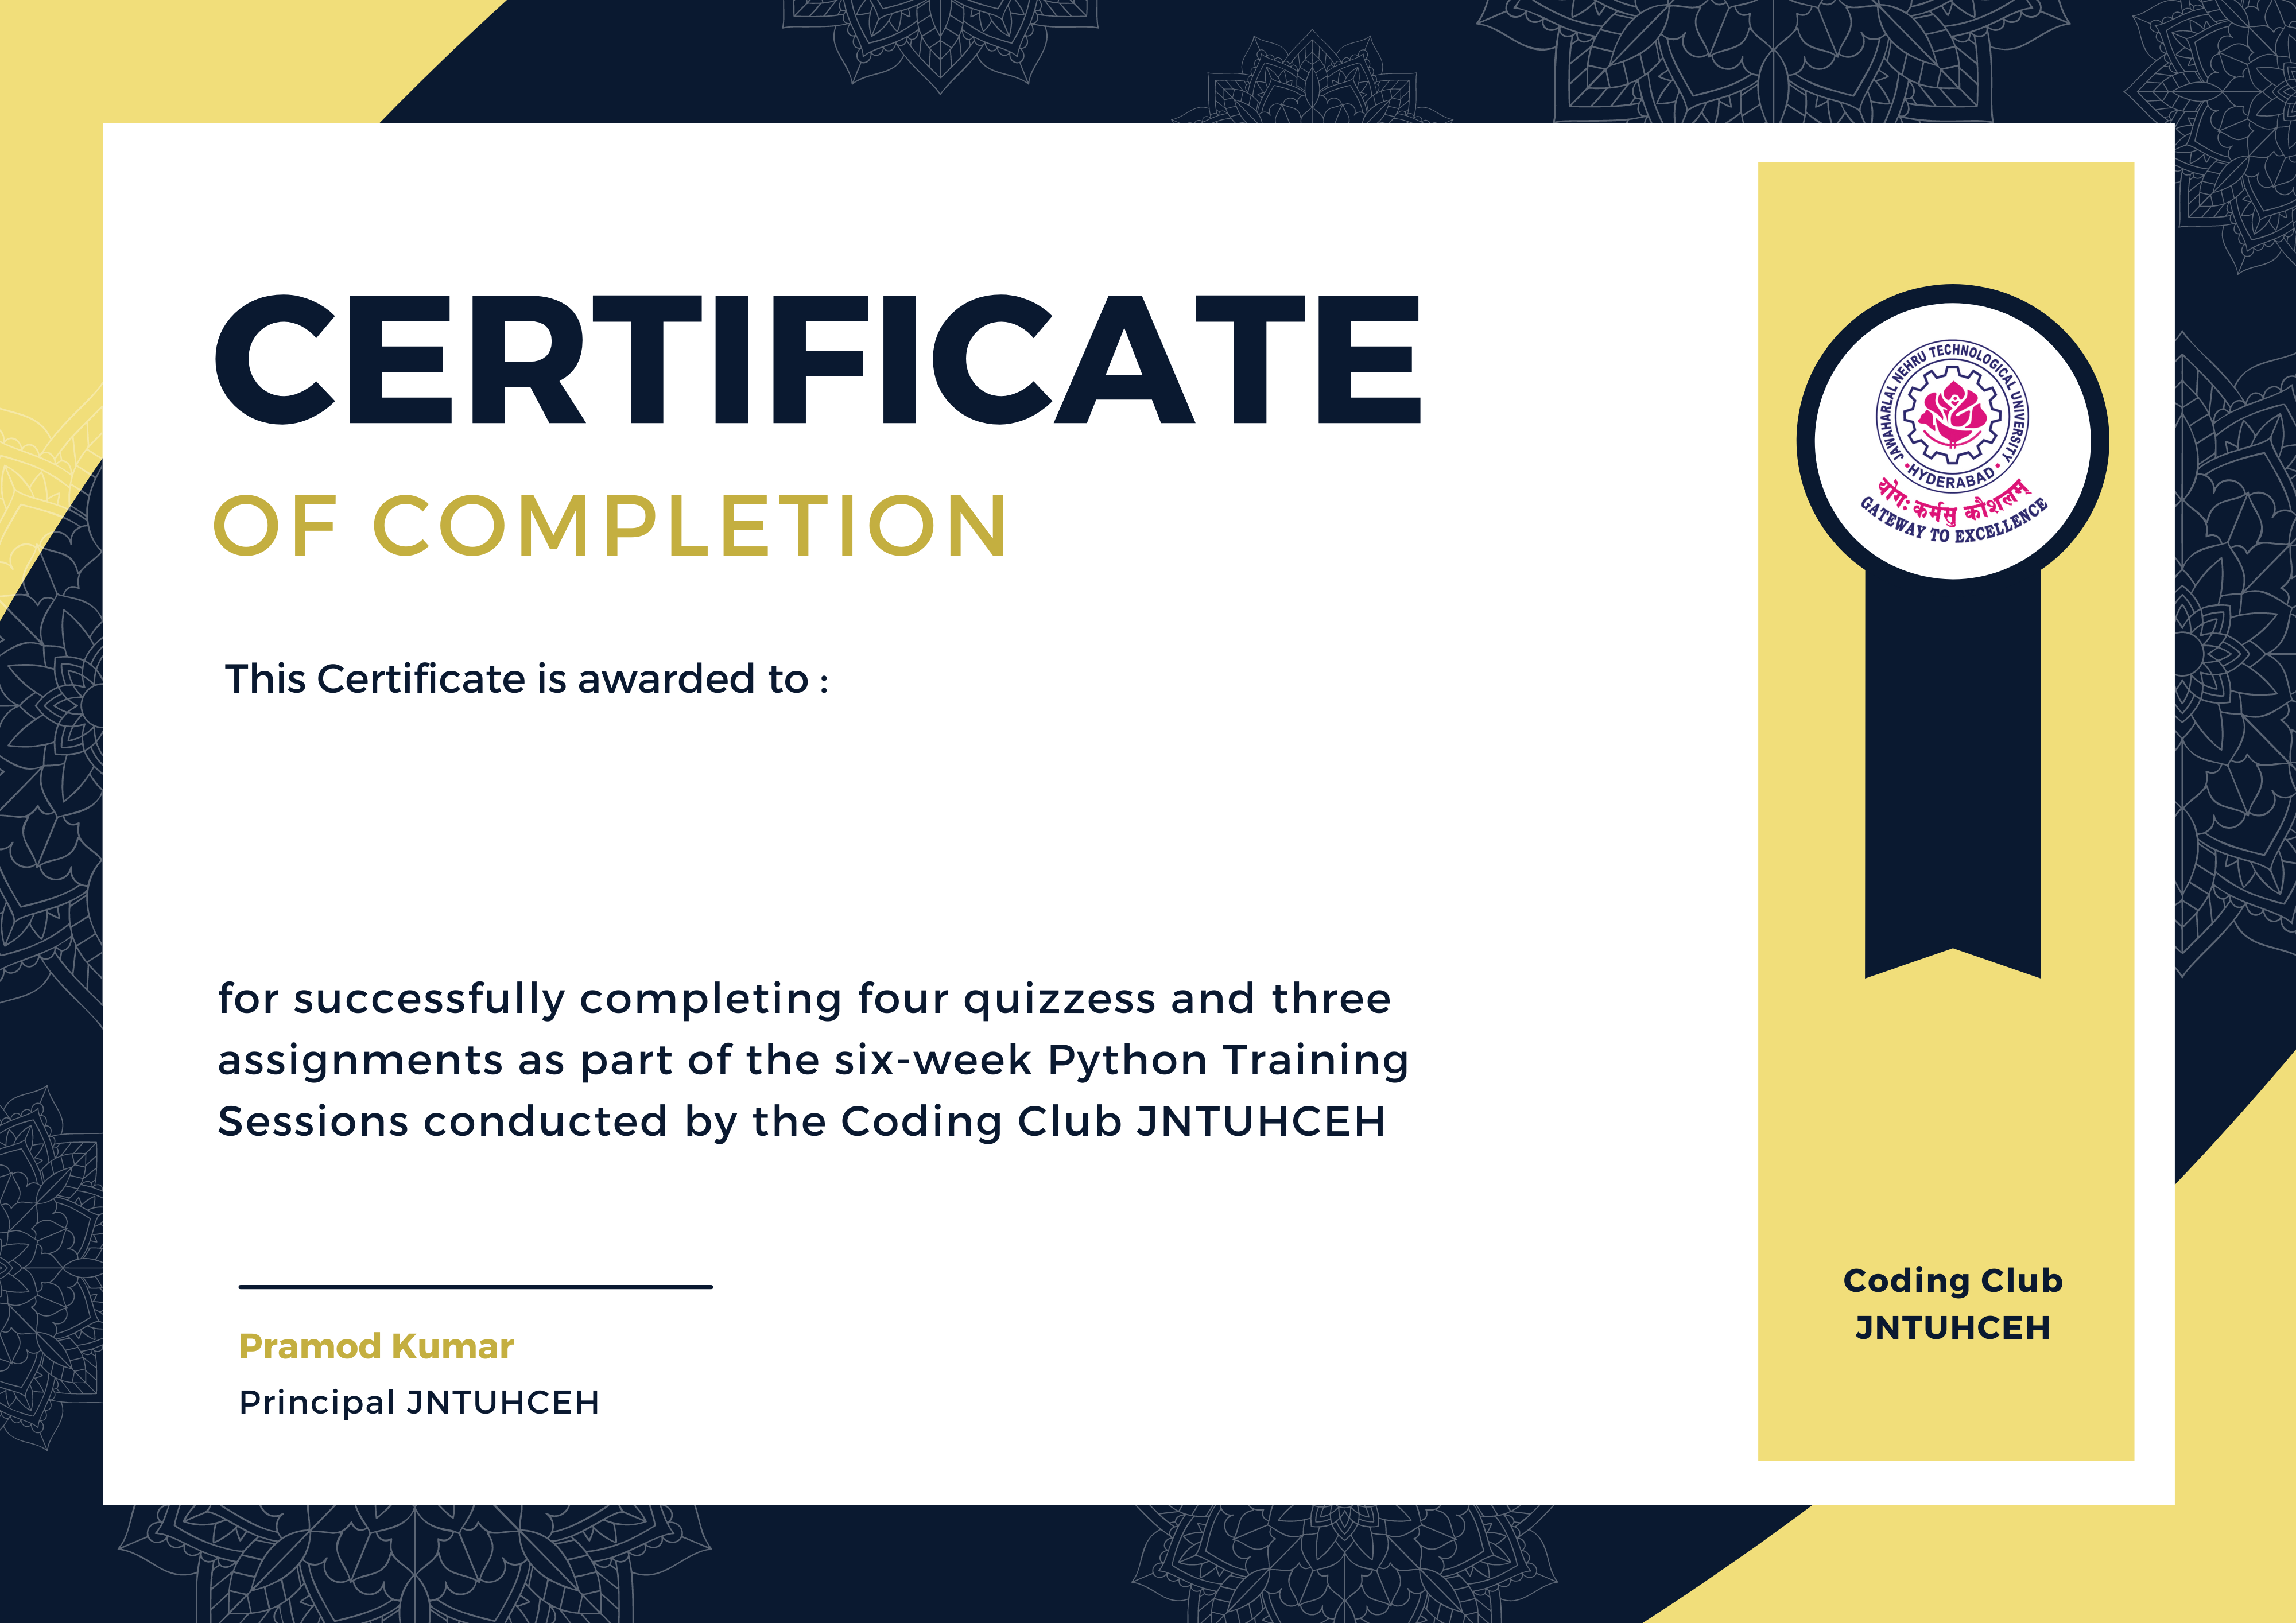 CERTIFICATE
OF COMPLETION
This Certificate is awarded to :
for successfully completing four quizzess and three
assignments as part of the six-week Python Training
Sessions conducted by the Coding Club JNTUHCEH
Pramod Kumar
Principal JNTUHCEH
JAWAHARLAL NEHRU TECHNOLOGICAL UNIVERSITY
• HYDERABAD •
योगः कर्मसु कौशलम्
GATEWAY TO EXCELLENCE
Coding Club
JNTUHCEH